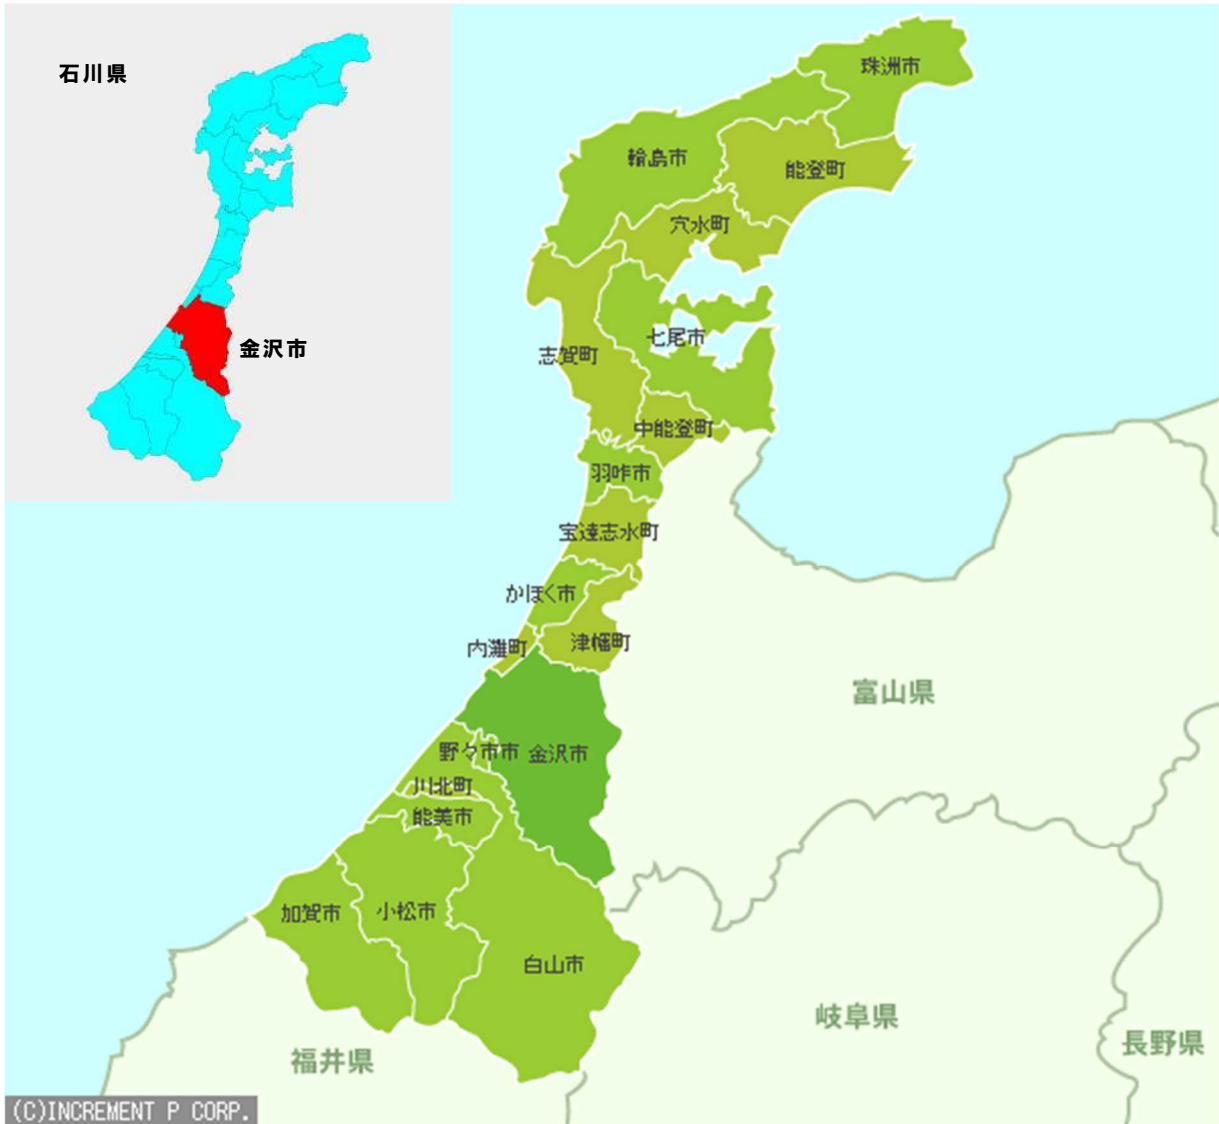 石川県
金沢市
珠洲市
輪島市
能登町
穴水町
七尾市
志賀町
中能登町
羽咋市
宝達志水町
かほく市
内灘町
津幡町
富山県
野々市市
金沢市
川北町
能美市
加賀市
小松市
白山市
岐阜県
長野県
福井県
(C)INCREMENT P CORP.